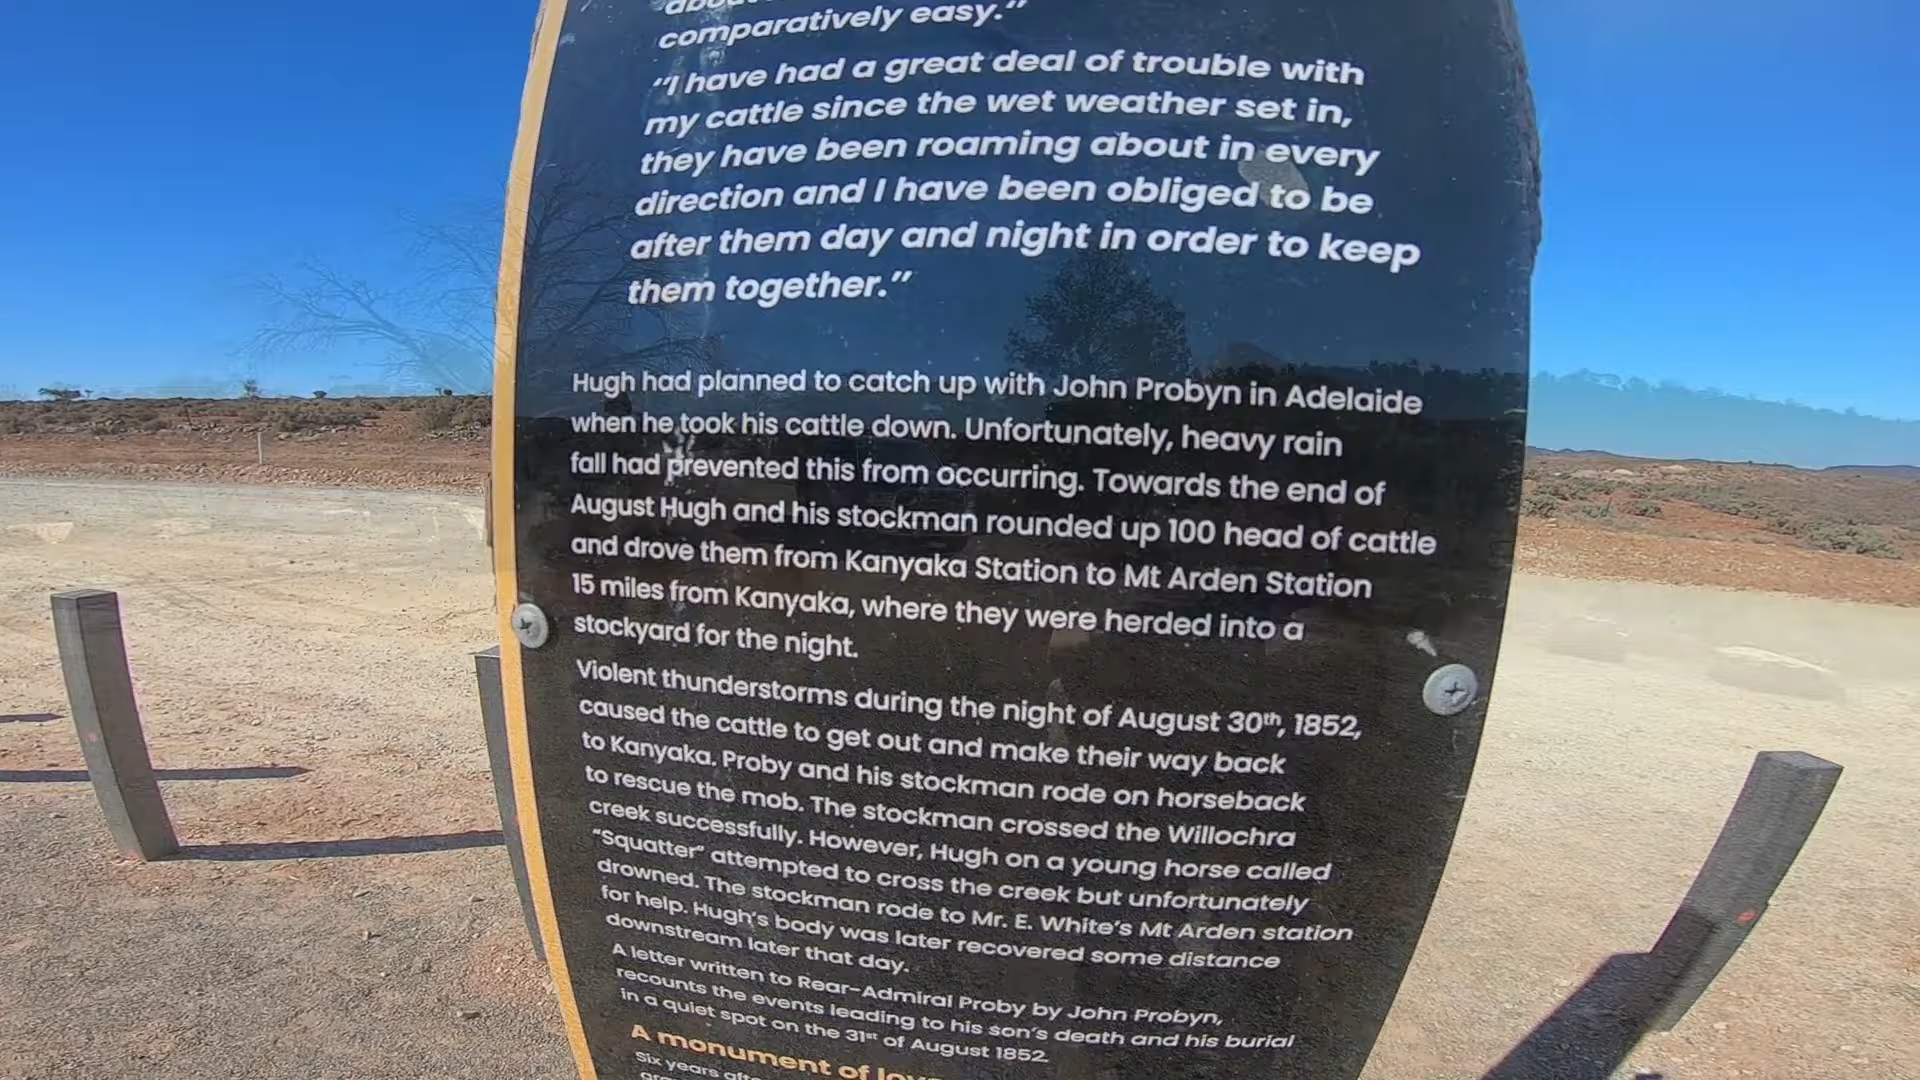 comparatively easy."
"I have had a great deal of trouble with
my cattle since the wet weather set in,
they have been roaming about in every
direction and I have been obliged to be
after them day and night in order to keep
them together."
Hugh had planned to catch up with John Probyn in Adelaide
when he took his cattle down. Unfortunately, heavy rain
fall had prevented this from occurring. Towards the end of
August Hugh and his stockman rounded up 100 head of cattle
and drove them from Kanyaka Station to Mt Arden Station
15 miles from Kanyaka, where they were herded into a
stockyard for the night.
Violent thunderstorms during the night of August 30th, 1852,
caused the cattle to get out and make their way back
to Kanyaka. Proby and his stockman rode on horseback
to rescue the mob. The stockman crossed the Willochra
creek successfully. However, Hugh on a young horse called
"Squatter" attempted to cross the creek but unfortunately
drowned. The stockman rode to Mr. E. White's Mt Arden station
for help. Hugh's body was later recovered some distance
downstream later that day.
A letter written to Rear-Admiral Proby by John Probyn,
recounts the events leading to his son's death and his burial
in a quiet spot on the 31st of August 1852.
A monument of
Six years